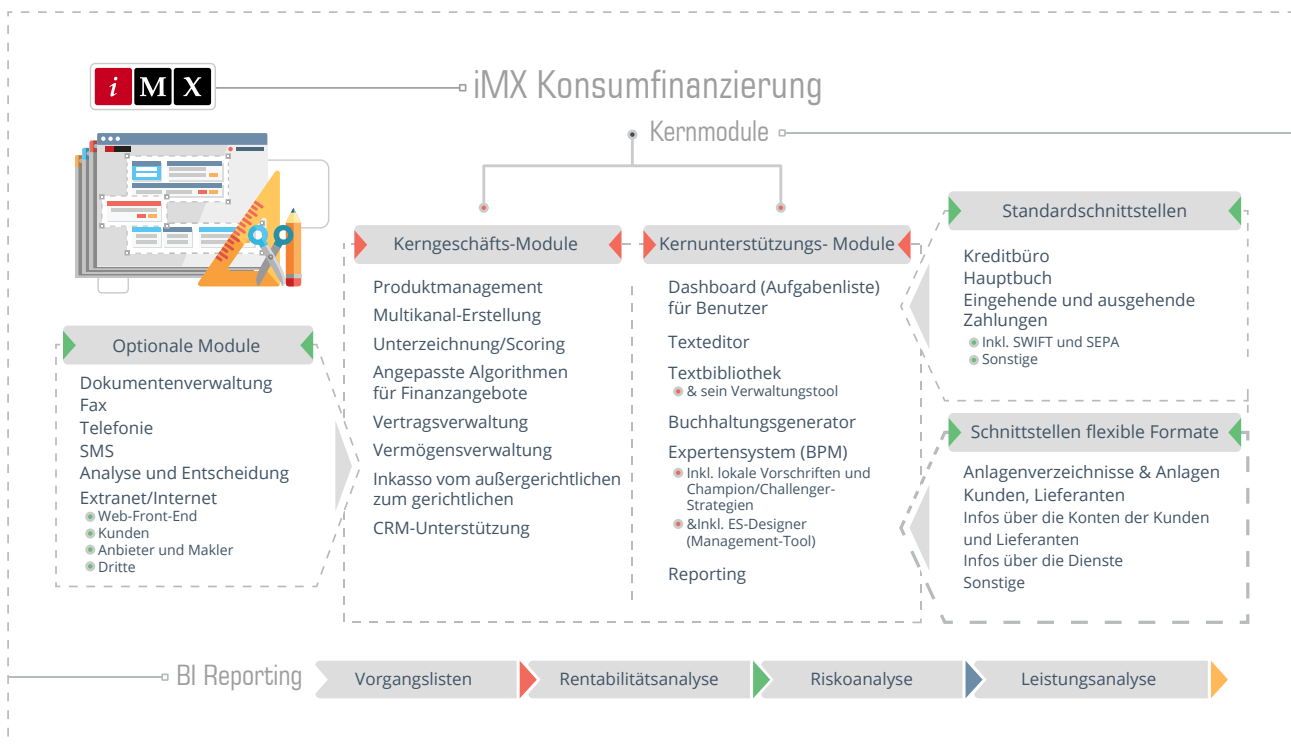 iMX
iMX Konsumfinanzierung
Kernmodule
Optionale Module
Dokumentenverwaltung
Fax
Telefonie
SMS
Analyse und Entscheidung
Extranet/Internet
Web-Front-End
Kunden
Anbieter und Makler
Dritte
Kerngeschäfts-Module
Produktmanagement
Multikanal-Erstellung
Unterzeichnung/Scoring
Angepasste Algorithmen
für Finanzangebote
Vertragsverwaltung
Vermögensverwaltung
Inkasso vom außergerichtlichen
zum gerichtlichen
CRM-Unterstützung
Kernunterstützungs- Module
Dashboard (Aufgabenliste)
für Benutzer
Texteditor
Textbibliothek
& sein Verwaltungstool
Buchhaltungsgenerator
Expertensystem (BPM)
Inkl. lokale Vorschriften und
Champion/Challenger-
Strategien
&Inkl. ES-Designer
(Management-Tool)
Reporting
Standardschnittstellen
Kreditbüro
Hauptbuch
Eingehende und ausgehende
Zahlungen
Inkl. SWIFT und SEPA
Sonstige
Schnittstellen flexible Formate
Anlagenverzeichnisse & Anlagen
Kunden, Lieferanten
Infos über die Konten der Kunden
und Lieferanten
Infos über die Dienste
Sonstige
BI Reporting
Vorgangslisten
Rentabilitätsanalyse
Riskoanalyse
Leistungsanalyse